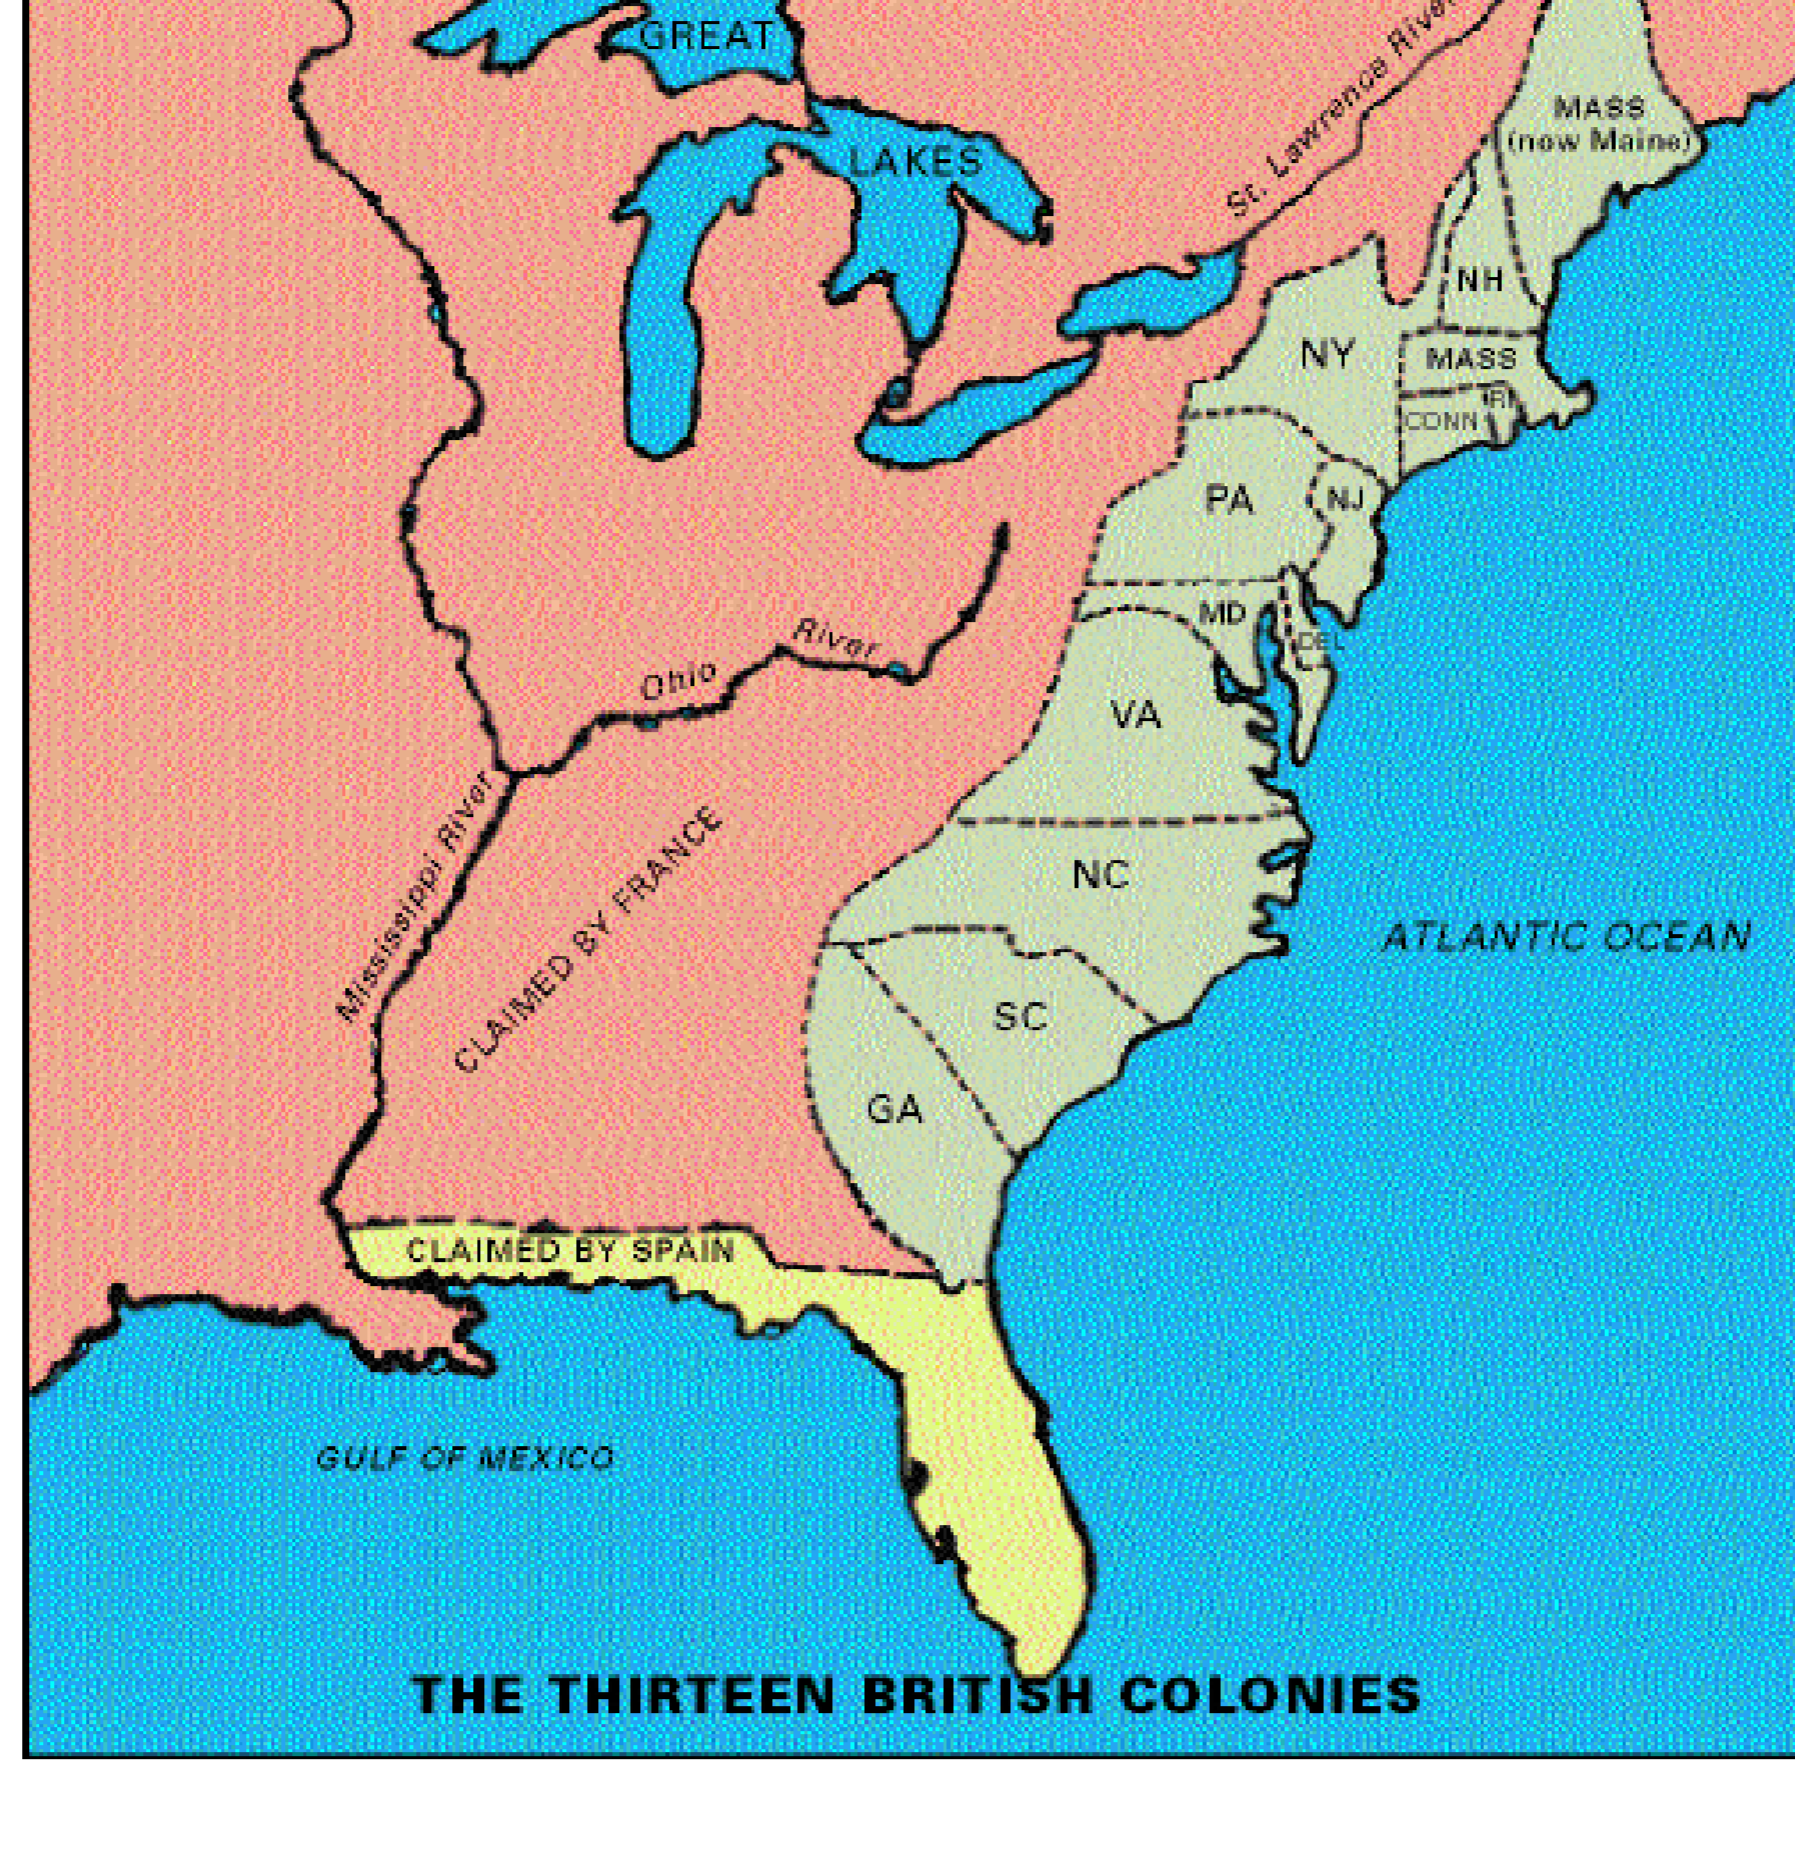 GREAT
LAKES
St. Lawrence River
MASS
(now Maine)
NH
NY
MASS
RI
CONN
PA
NJ
MD
DEL
Ohio River
VA
Mississippi River
CLAIMED BY FRANCE
NC
ATLANTIC OCEAN
SC
GA
CLAIMED BY SPAIN
GULF OF MEXICO
THE THIRTEEN BRITISH COLONIES